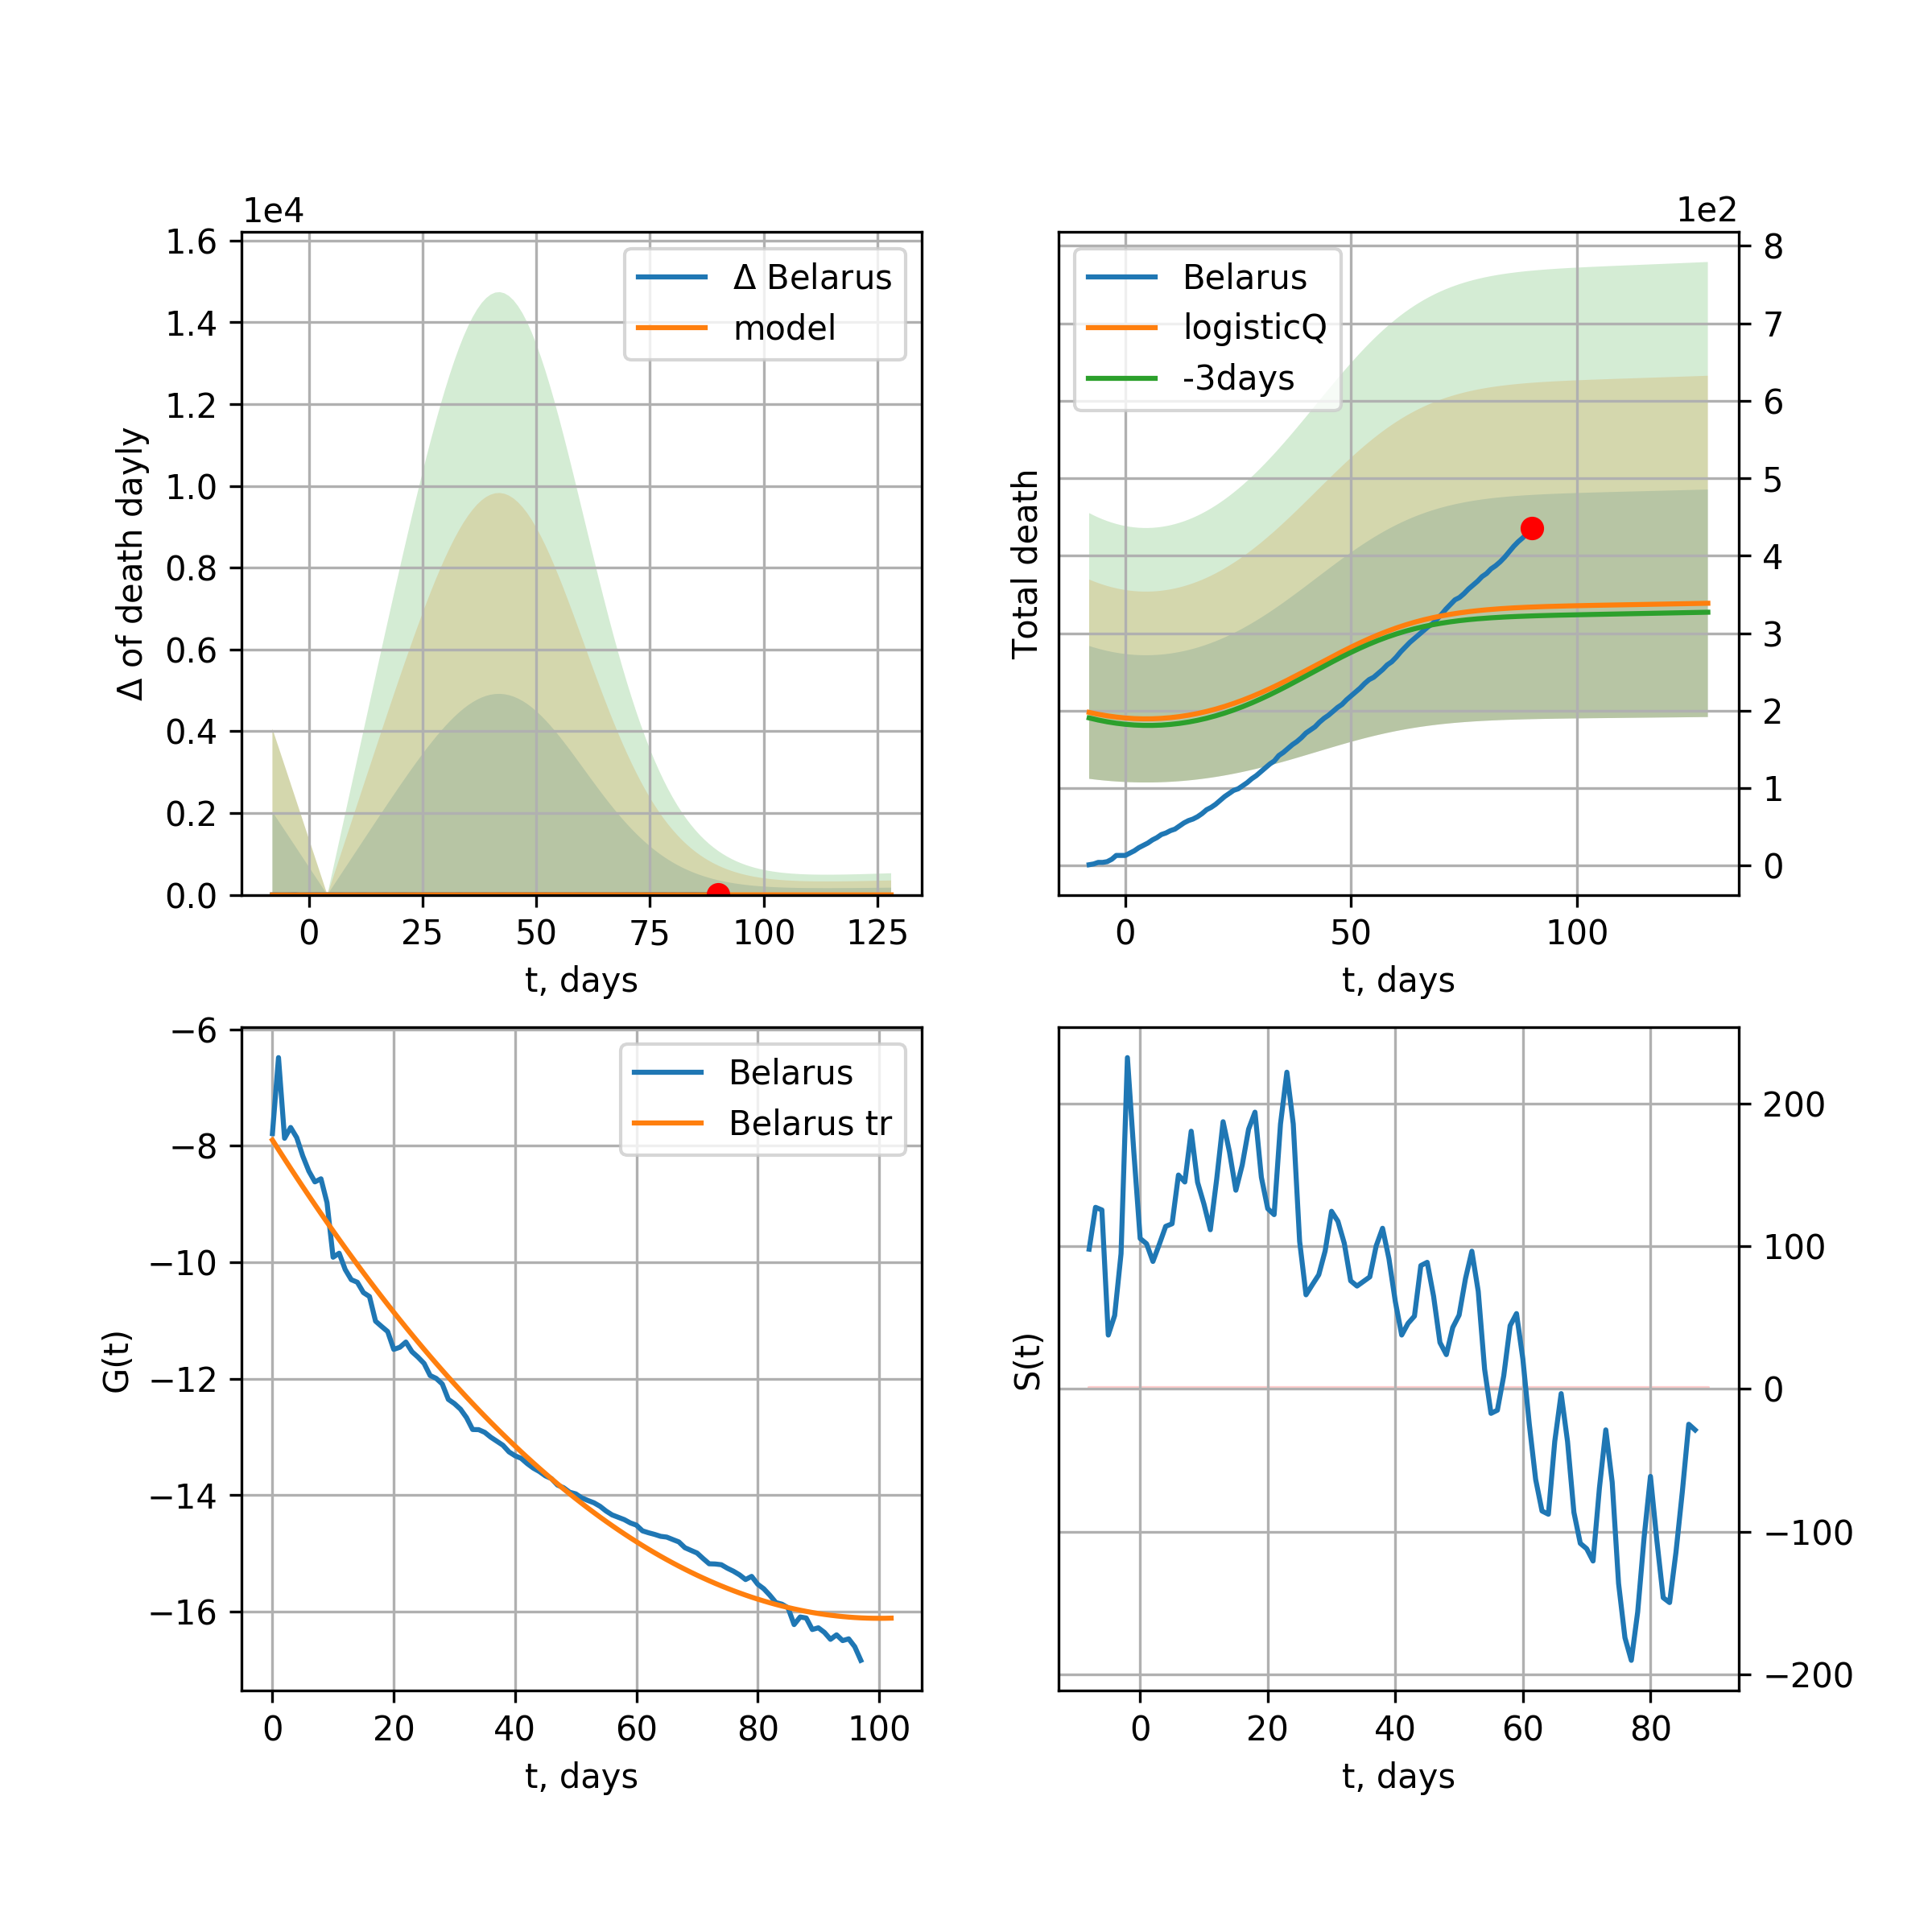 1e4
1.6
1.4
1.2
1.0
0.8
0.6
0.4
0.2
0.0
Δ of death dayly
Δ Belarus
model
0 25 50 75 100 125
t, days
1e2
8
7
6
5
4
3
2
1
0
Total death
Belarus
logisticQ
-3days
0 50 100
t, days
−6
−8
−10
−12
−14
−16
G(t)
Belarus
Belarus tr
0 20 40 60 80 100
t, days
200
100
0
−100
−200
S(t)
0 20 40 60 80
t, days